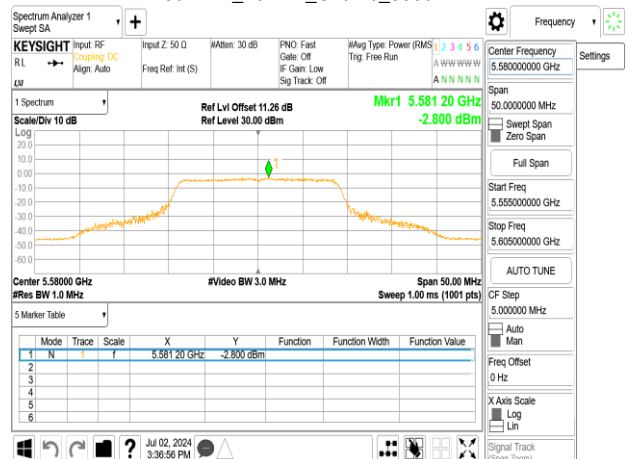 Spectrum Analyzer 1
Swept SA
Frequency
KEYSIGHT
Input: RF
Input Z: 50 Ω
#Atten: 30 dB
PNO: Fast
#Avg Type: Power (RMS
1 2 3 4 5 6
RL
Coupling: DC
Gate: Off
Trig: Free Run
A W W W W W
Align: Auto
Freq Ref: Int (S)
IF Gain: Low
Sig Track: Off
A N N N N N
LXI
Center Frequency
5.580000000 GHz
Settings
Span
50.0000000 MHz
Swept Span
Zero Span
Full Span
Start Freq
5.555000000 GHz
Stop Freq
5.605000000 GHz
AUTO TUNE
CF Step
5.000000 MHz
Auto
Man
Freq Offset
0 Hz
X Axis Scale
Log
Lin
Signal Track
(Span Zoom)
1 Spectrum
Ref Lvl Offset 11.26 dB
Mkr1 5.581 20 GHz
Scale/Div 10 dB
Ref Level 30.00 dBm
-2.800 dBm
Log
20.0
10.0
0.00
1
-10.0
-20.0
-30.0
-40.0
-50.0
-60.0
Center 5.58000 GHz
#Video BW 3.0 MHz
Span 50.00 MHz
#Res BW 1.0 MHz
Sweep 1.00 ms (1001 pts)
5 Marker Table
Mode Trace Scale X Y Function Function Width Function Value
1 N 1 f 5.581 20 GHz -2.800 dBm
2
3
4
5
6
? Jul 02, 2024
3:36:56 PM